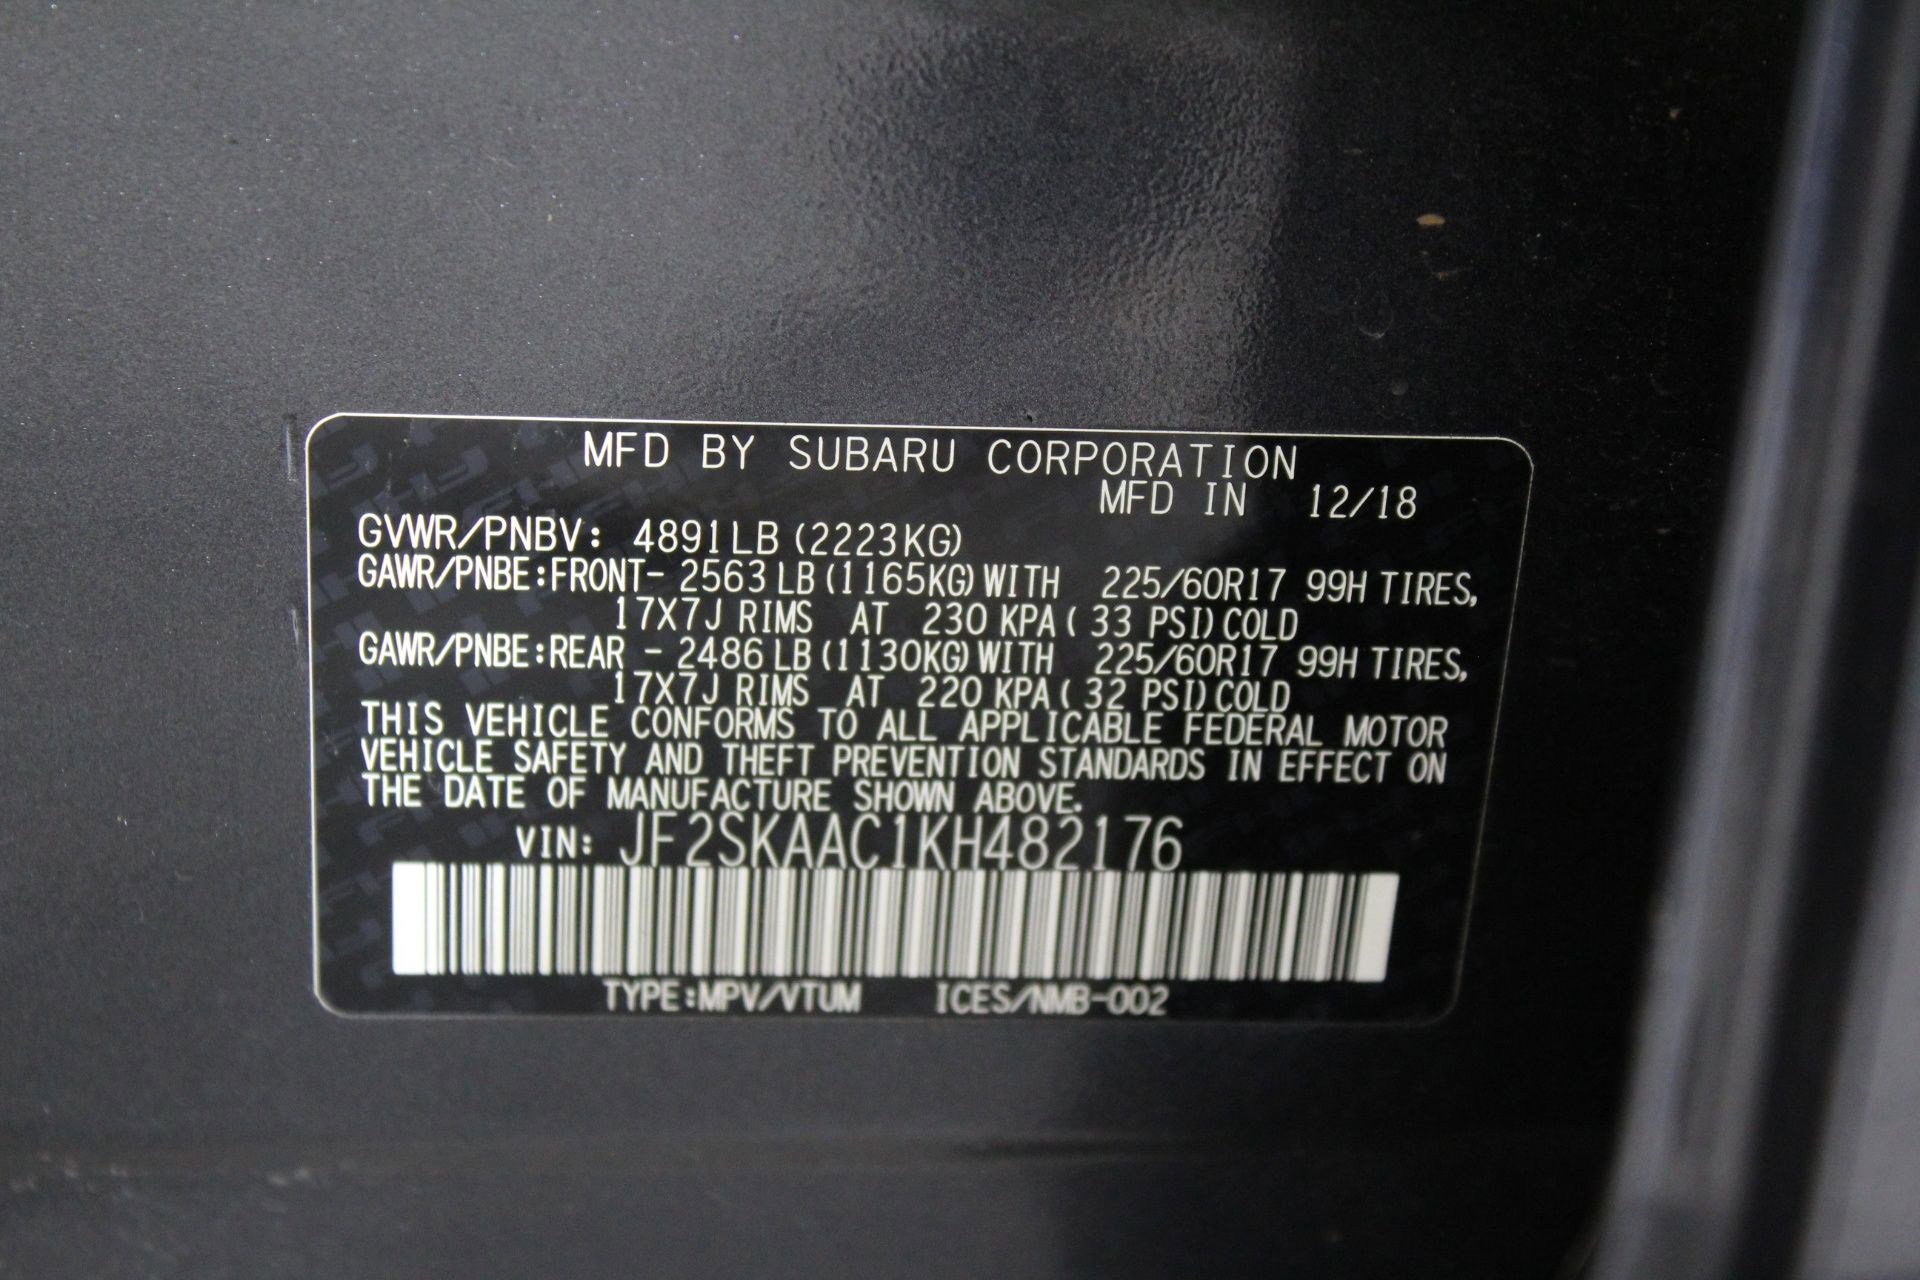 MFD BY SUBARU CORPORATION
MFD IN 12/18
GVWR/PNBV: 4891LB (2223KG)
GAWR/PNBE:FRONT- 2563 LB (1165KG) WITH 225/60R17 99H TIRES,
17X7J RIMS AT 230 KPA ( 33 PSI) COLD
GAWR/PNBE:REAR - 2486 LB (1130KG) WITH 225/60R17 99H TIRES,
17X7J RIMS AT 220 KPA ( 32 PSI) COLD
THIS VEHICLE CONFORMS TO ALL APPLICABLE FEDERAL MOTOR
VEHICLE SAFETY AND THEFT PREVENTION STANDARDS IN EFFECT ON
THE DATE OF MANUFACTURE SHOWN ABOVE.
VIN: JF2SKAAC1KH482176
TYPE:MPV/VTUM ICES/NMB-002